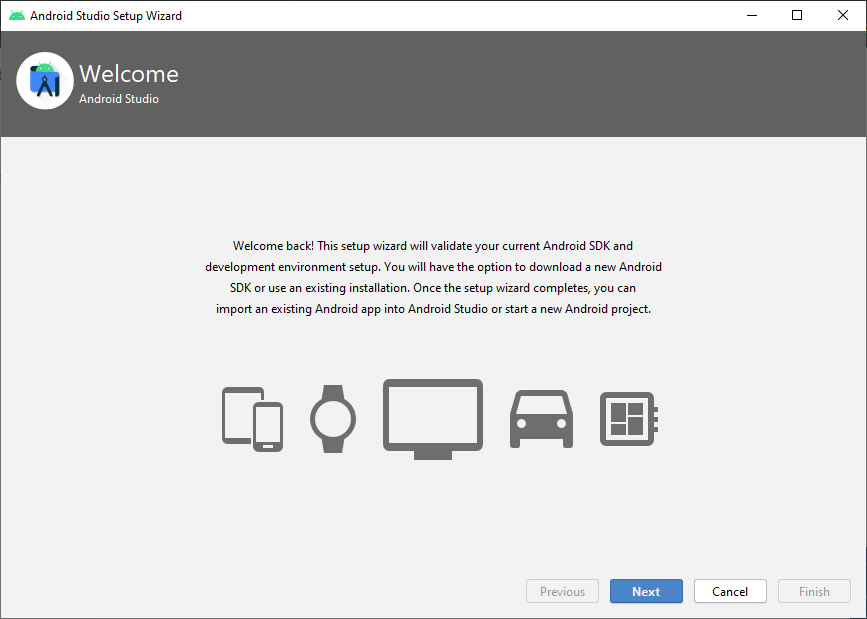 Android Studio Setup Wizard
Welcome
Android Studio
Welcome back! This setup wizard will validate your current Android SDK and
development environment setup. You will have the option to download a new Android
SDK or use an existing installation. Once the setup wizard completes, you can
import an existing Android app into Android Studio or start a new Android project.
Previous
Next
Cancel
Finish